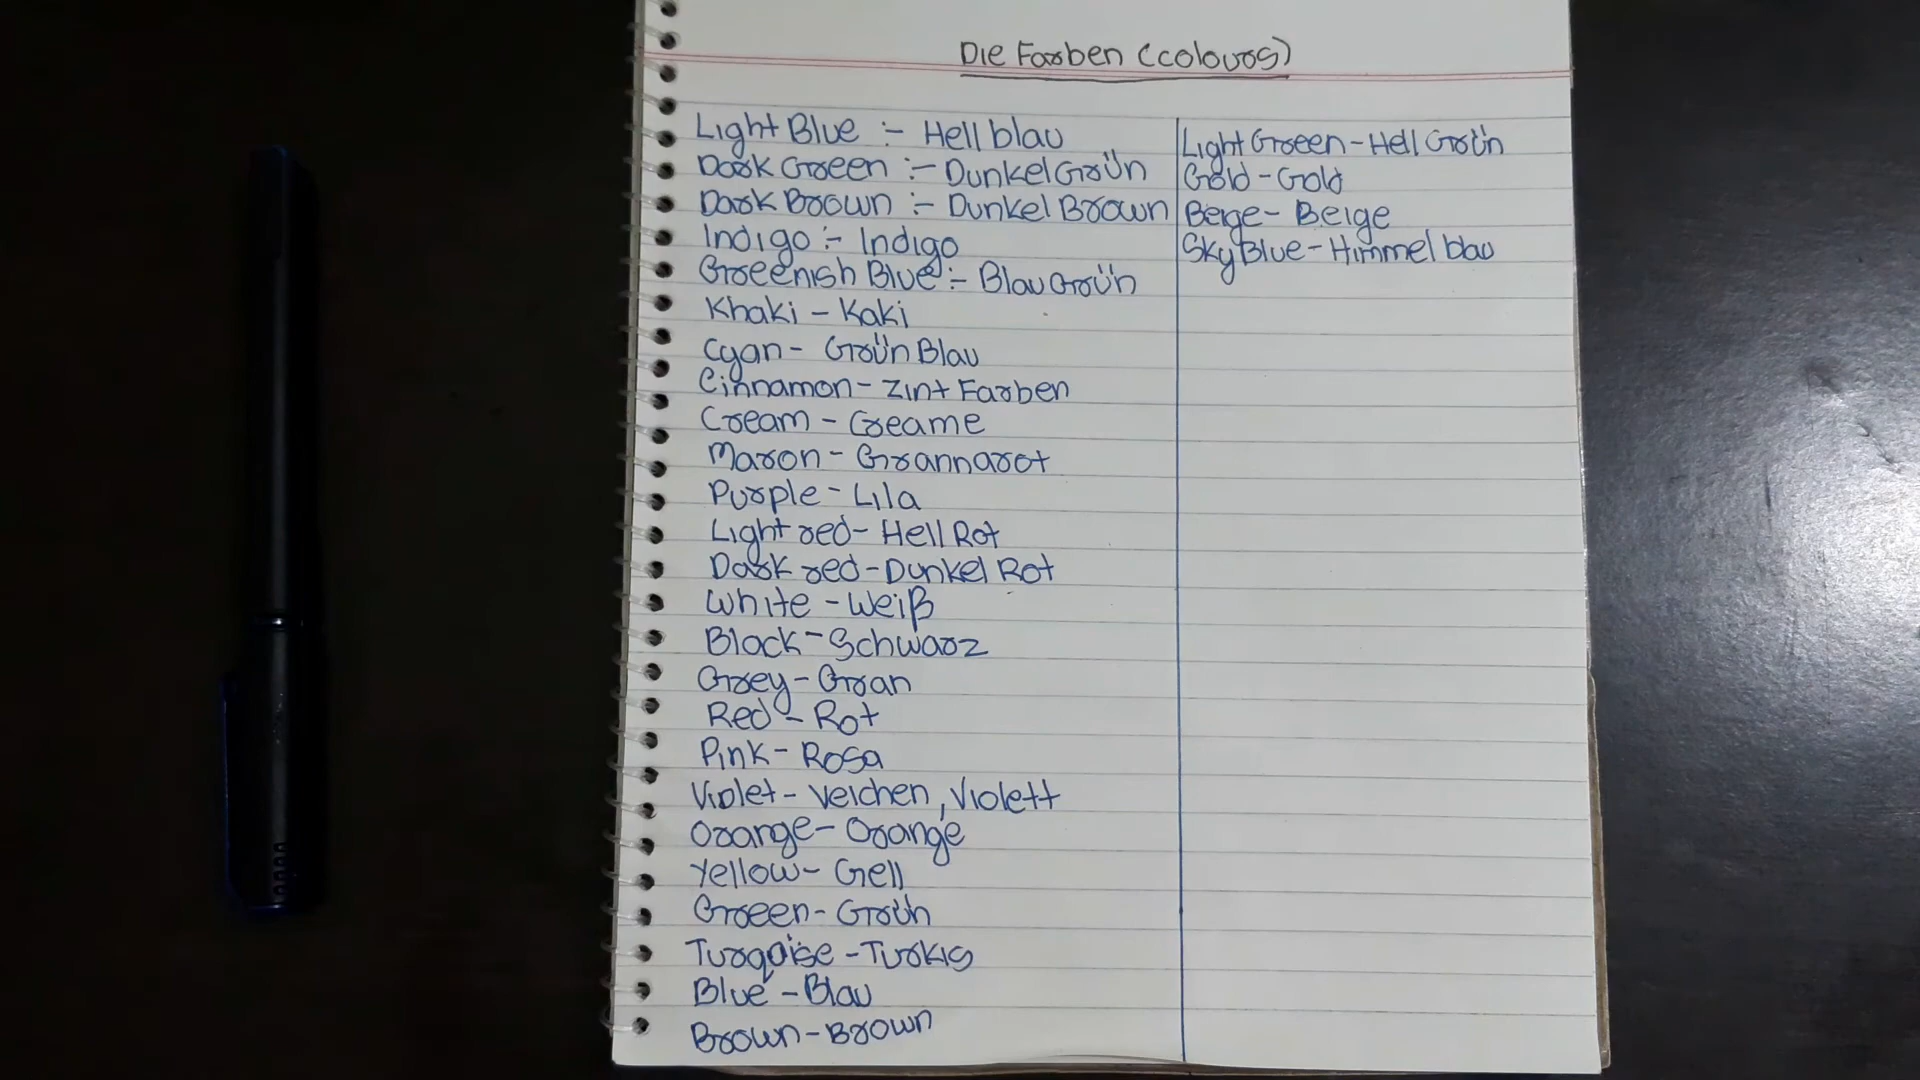 Die Farben (colours)
Light Blue :- Hell blau
Dark Green :- Dunkel Grün
Dark Brown :- Dunkel Brown
Indigo :- Indigo
Greenish Blue :- Blau Grün
Khaki - Kaki
Cyan - Grün Blau
Cinnamon - Zint Farben
Cream - Creame
Maron - Grannarot
Purple - Lila
Light red - Hell Rot
Dark red - Dunkel Rot
White - Weiß
Black - Schwarz
Grey - Gran
Red - Rot
Pink - Rosa
Violet - Veichen, Violett
Orange - Orange
Yellow - Gell
Green - Grün
Turqoise - Turkis
Blue - Blau
Brown - Brown
Light Green - Hell Grün
Gold - Gold
Beige - Beige
Sky Blue - Himmel blau